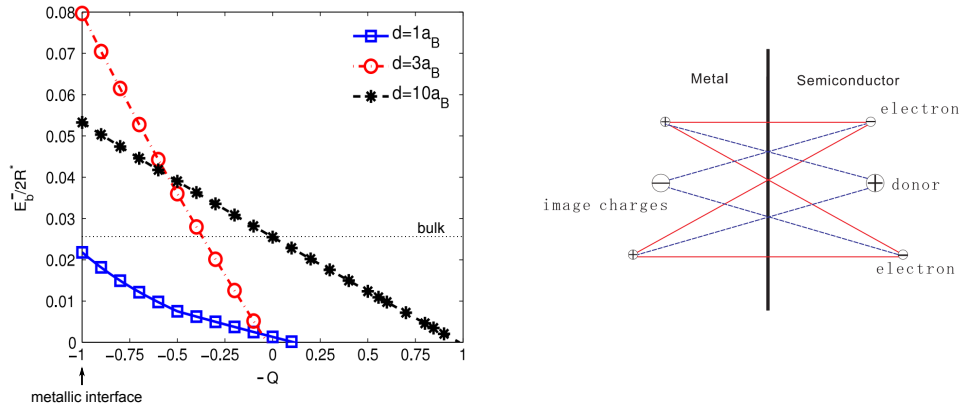 0.08
0.07
0.06
0.05
0.04
0.03
0.02
0.01
0
E_b^-/2R^*
d=1a_B
d=3a_B
d=10a_B
bulk
-1 -0.75 -0.5 -0.25 0 0.25 0.5 0.75 1
-Q
metallic interface
Metal Semiconductor
electron
donor
image charges
electron